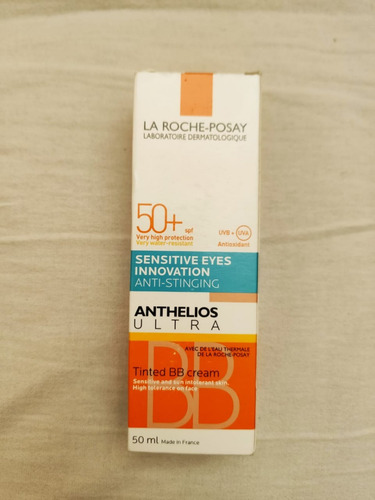 LA ROCHE-POSAY
LABORATOIRE DERMATOLOGIQUE
50+ spf
Very high protection
Very water-resistant
UVB + UVA
Antioxidant
SENSITIVE EYES
INNOVATION
ANTI-STINGING
ANTHELIOS
ULTRA
AVEC DE L'EAU THERMALE
DE LA ROCHE-POSAY
BB
Tinted BB cream
Sensitive and sun intolerant skin.
High tolerance on face
BB
50 ml Made in France